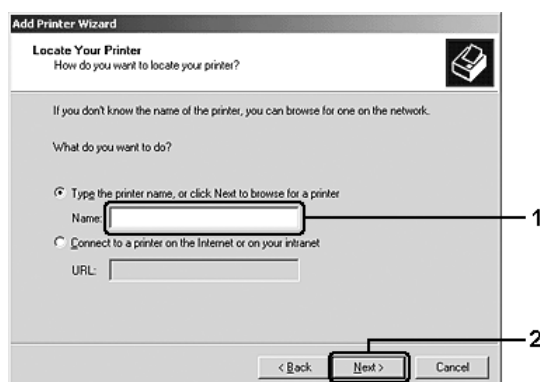 Add Printer Wizard
Locate Your Printer
How do you want to locate your printer?
If you don't know the name of the printer, you can browse for one on the network.
What do you want to do?
Type the printer name, or click Next to browse for a printer
Name:
1
Connect to a printer on the Internet or on your intranet
URL:
2
< Back Next > Cancel